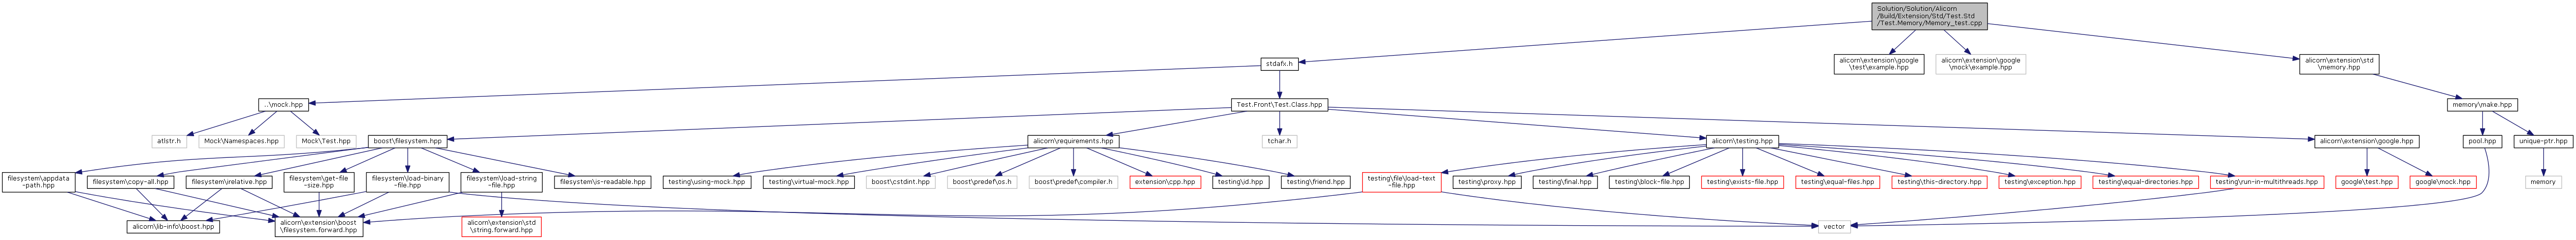 Solution/Solution/Alicorn
/Build/Extension/Std/Test.Std
/Test.Memory/Memory_test.cpp
stdafx.h
alicorn\extension\google
test\example.hpp
alicorn\extension\google
\mock\example.hpp
alicorn\extension\std
\memory.hpp
..\mock.hpp
Test.Front\Test.Class.hpp
memory\make.hpp
atlstr.h
Mock\Namespaces.hpp
Mock\Test.hpp
boost\filesystem.hpp
alicorn\requirements.hpp
tchar.h
alicorn\testing.hpp
alicorn\extension\google.hpp
pool.hpp
unique-ptr.hpp
filesystem\appdata
-path.hpp
filesystem\copy-all.hpp
filesystem\relative.hpp
filesystem\get-file
-size.hpp
filesystem\load-binary
-file.hpp
filesystem\load-string
-file.hpp
filesystem\is-readable.hpp
testing\using-mock.hpp
testing\virtual-mock.hpp
boost\cstdint.hpp
boost\predef\os.h
boost\predef\compiler.h
extension\cpp.hpp
testing\d.hpp
testing\friend.hpp
testing\file\load-text
-file.hpp
testing\proxy.hpp
testing\final.hpp
testing\block-file.hpp
testing\exists-file.hpp
testing\equal-files.hpp
testing\this-directory.hpp
testing\exception.hpp
testing\equal-directories.hpp
testing\run-in-multithreads.hpp
google\test.hpp
google\mock.hpp
memory
alicorn\lib-info\boost.hpp
alicorn\extension\boost
\filesystem.forward.hpp
alicorn\extension\std
\string.forward.hpp
vector